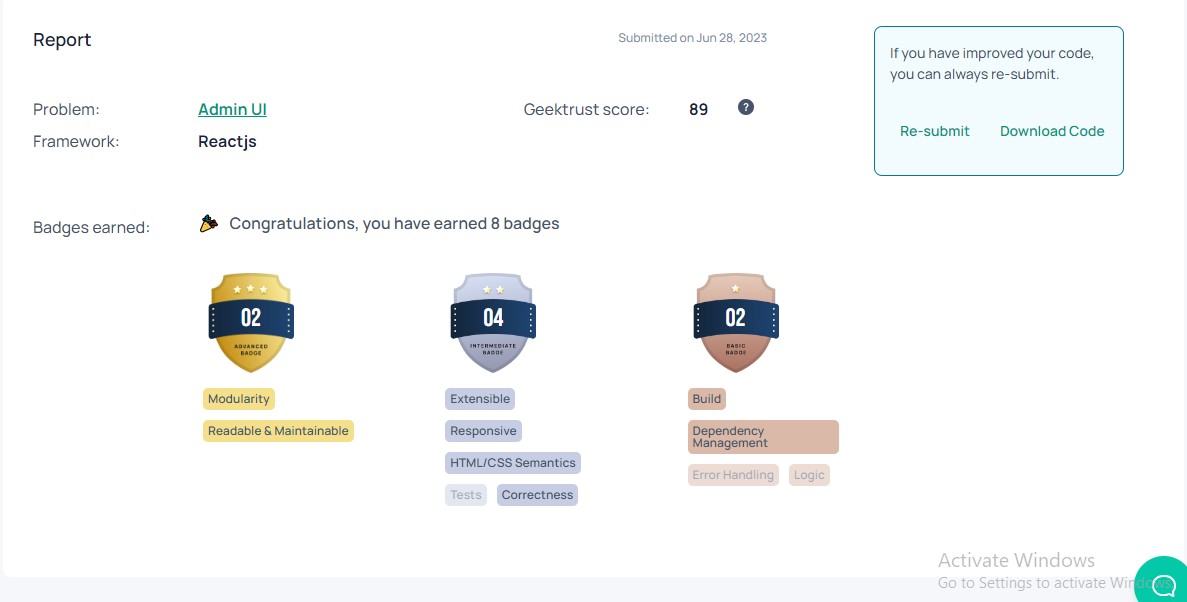 Report
Submitted on Jun 28, 2023
If you have improved your code,
you can always re-submit.
Re-submit
Download Code
Problem:
Admin UI
Geektrust score:
89
?
Framework:
Reactjs
Badges earned:
Congratulations, you have earned 8 badges
02
ADVANCED
BADGE
04
INTERMEDIATE
BADGE
02
BASIC
BADGE
Modularity
Readable & Maintainable
Extensible
Responsive
HTML/CSS Semantics
Tests
Correctness
Build
Dependency
Management
Error Handling
Logic
Activate Windows
Go to Settings to activate Windows.